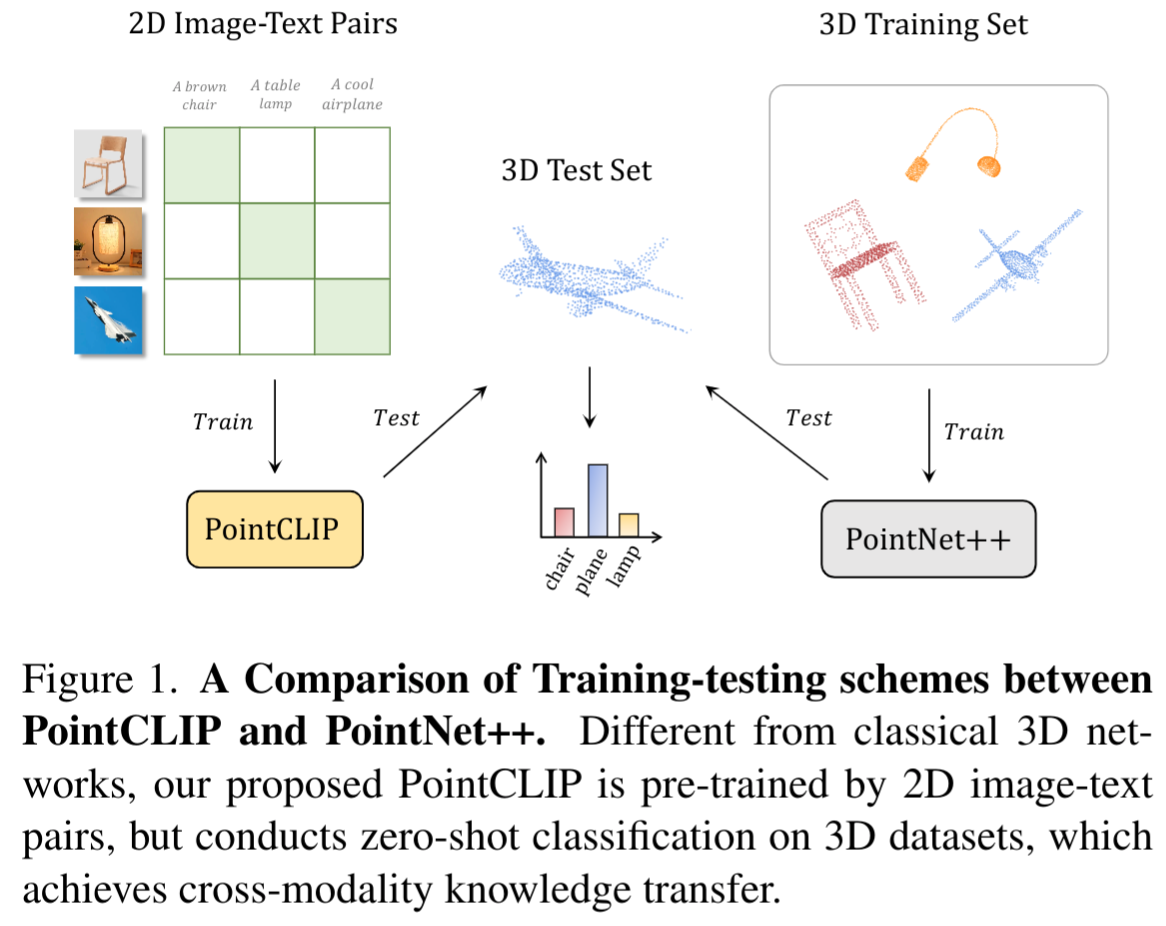 2D Image-Text Pairs
3D Training Set
A brown
chair
A table
lamp
A cool
airplane
3D Test Set
Train
Test
Test
Train
PointCLIP
PointNet++
chair
plane
lamp
Figure 1. A Comparison of Training-testing schemes between
PointCLIP and PointNet++. Different from classical 3D net-
works, our proposed PointCLIP is pre-trained by 2D image-text
pairs, but conducts zero-shot classification on 3D datasets, which
achieves cross-modality knowledge transfer.